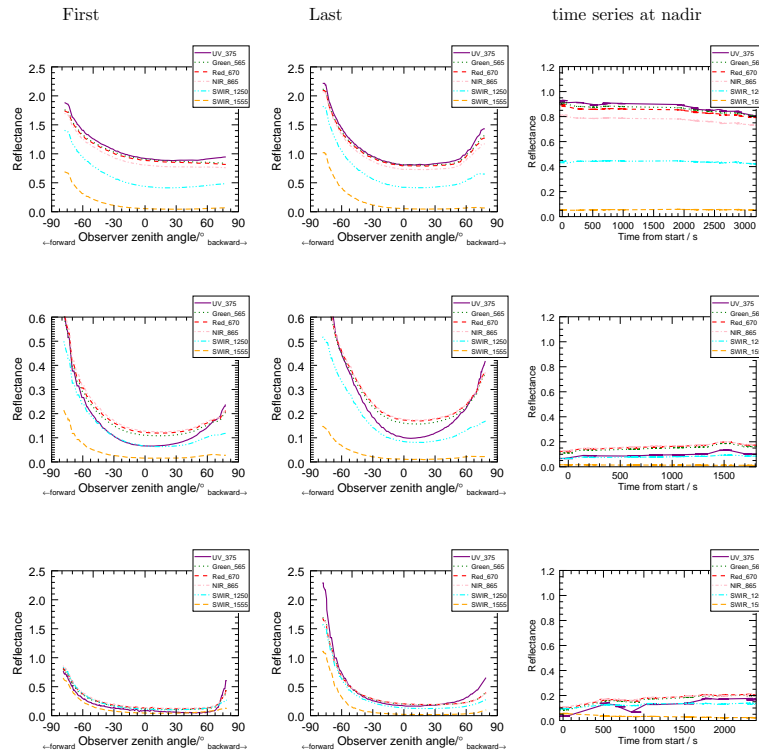 First Last time series at nadir
UV_375
Green_565
Red_670
NIR_865
SWIR_1250
SWIR_1555
2.5
2.0
1.5
1.0
0.5
0.0
Reflectance
-90 -60 -30 0 30 60 90
←forward Observer zenith angle/° backward→
UV_375
Green_565
Red_670
NIR_865
SWIR_1250
SWIR_1555
2.5
2.0
1.5
1.0
0.5
0.0
Reflectance
-90 -60 -30 0 30 60 90
←forward Observer zenith angle/° backward→
UV_375
Green_565
Red_670
NIR_865
SWIR_1250
SWIR_1555
1.2
1.0
0.8
0.6
0.4
0.2
0.0
Reflectance
0 500 1000 1500 2000 2500 3000
Time from start / s
UV_375
Green_565
Red_670
NIR_865
SWIR_1250
SWIR_1555
0.6
0.5
0.4
0.3
0.2
0.1
0.0
Reflectance
-90 -60 -30 0 30 60 90
←forward Observer zenith angle/° backward→
UV_375
Green_565
Red_670
NIR_865
SWIR_1250
SWIR_1555
0.6
0.5
0.4
0.3
0.2
0.1
0.0
Reflectance
-90 -60 -30 0 30 60 90
←forward Observer zenith angle/° backward→
UV_375
Green_565
Red_670
NIR_865
SWIR_1250
SWIR_1555
1.2
1.0
0.8
0.6
0.4
0.2
0.0
Reflectance
0 500 1000 1500
Time from start / s
UV_375
Green_565
Red_670
NIR_865
SWIR_1250
SWIR_1555
2.5
2.0
1.5
1.0
0.5
0.0
Reflectance
-90 -60 -30 0 30 60 90
←forward Observer zenith angle/° backward→
UV_375
Green_565
Red_670
NIR_865
SWIR_1250
SWIR_1555
2.5
2.0
1.5
1.0
0.5
0.0
Reflectance
-90 -60 -30 0 30 60 90
←forward Observer zenith angle/° backward→
UV_375
Green_565
Red_670
NIR_865
SWIR_1250
SWIR_1555
1.2
1.0
0.8
0.6
0.4
0.2
0.0
Reflectance
0 500 1000 1500 2000
Time from start / s